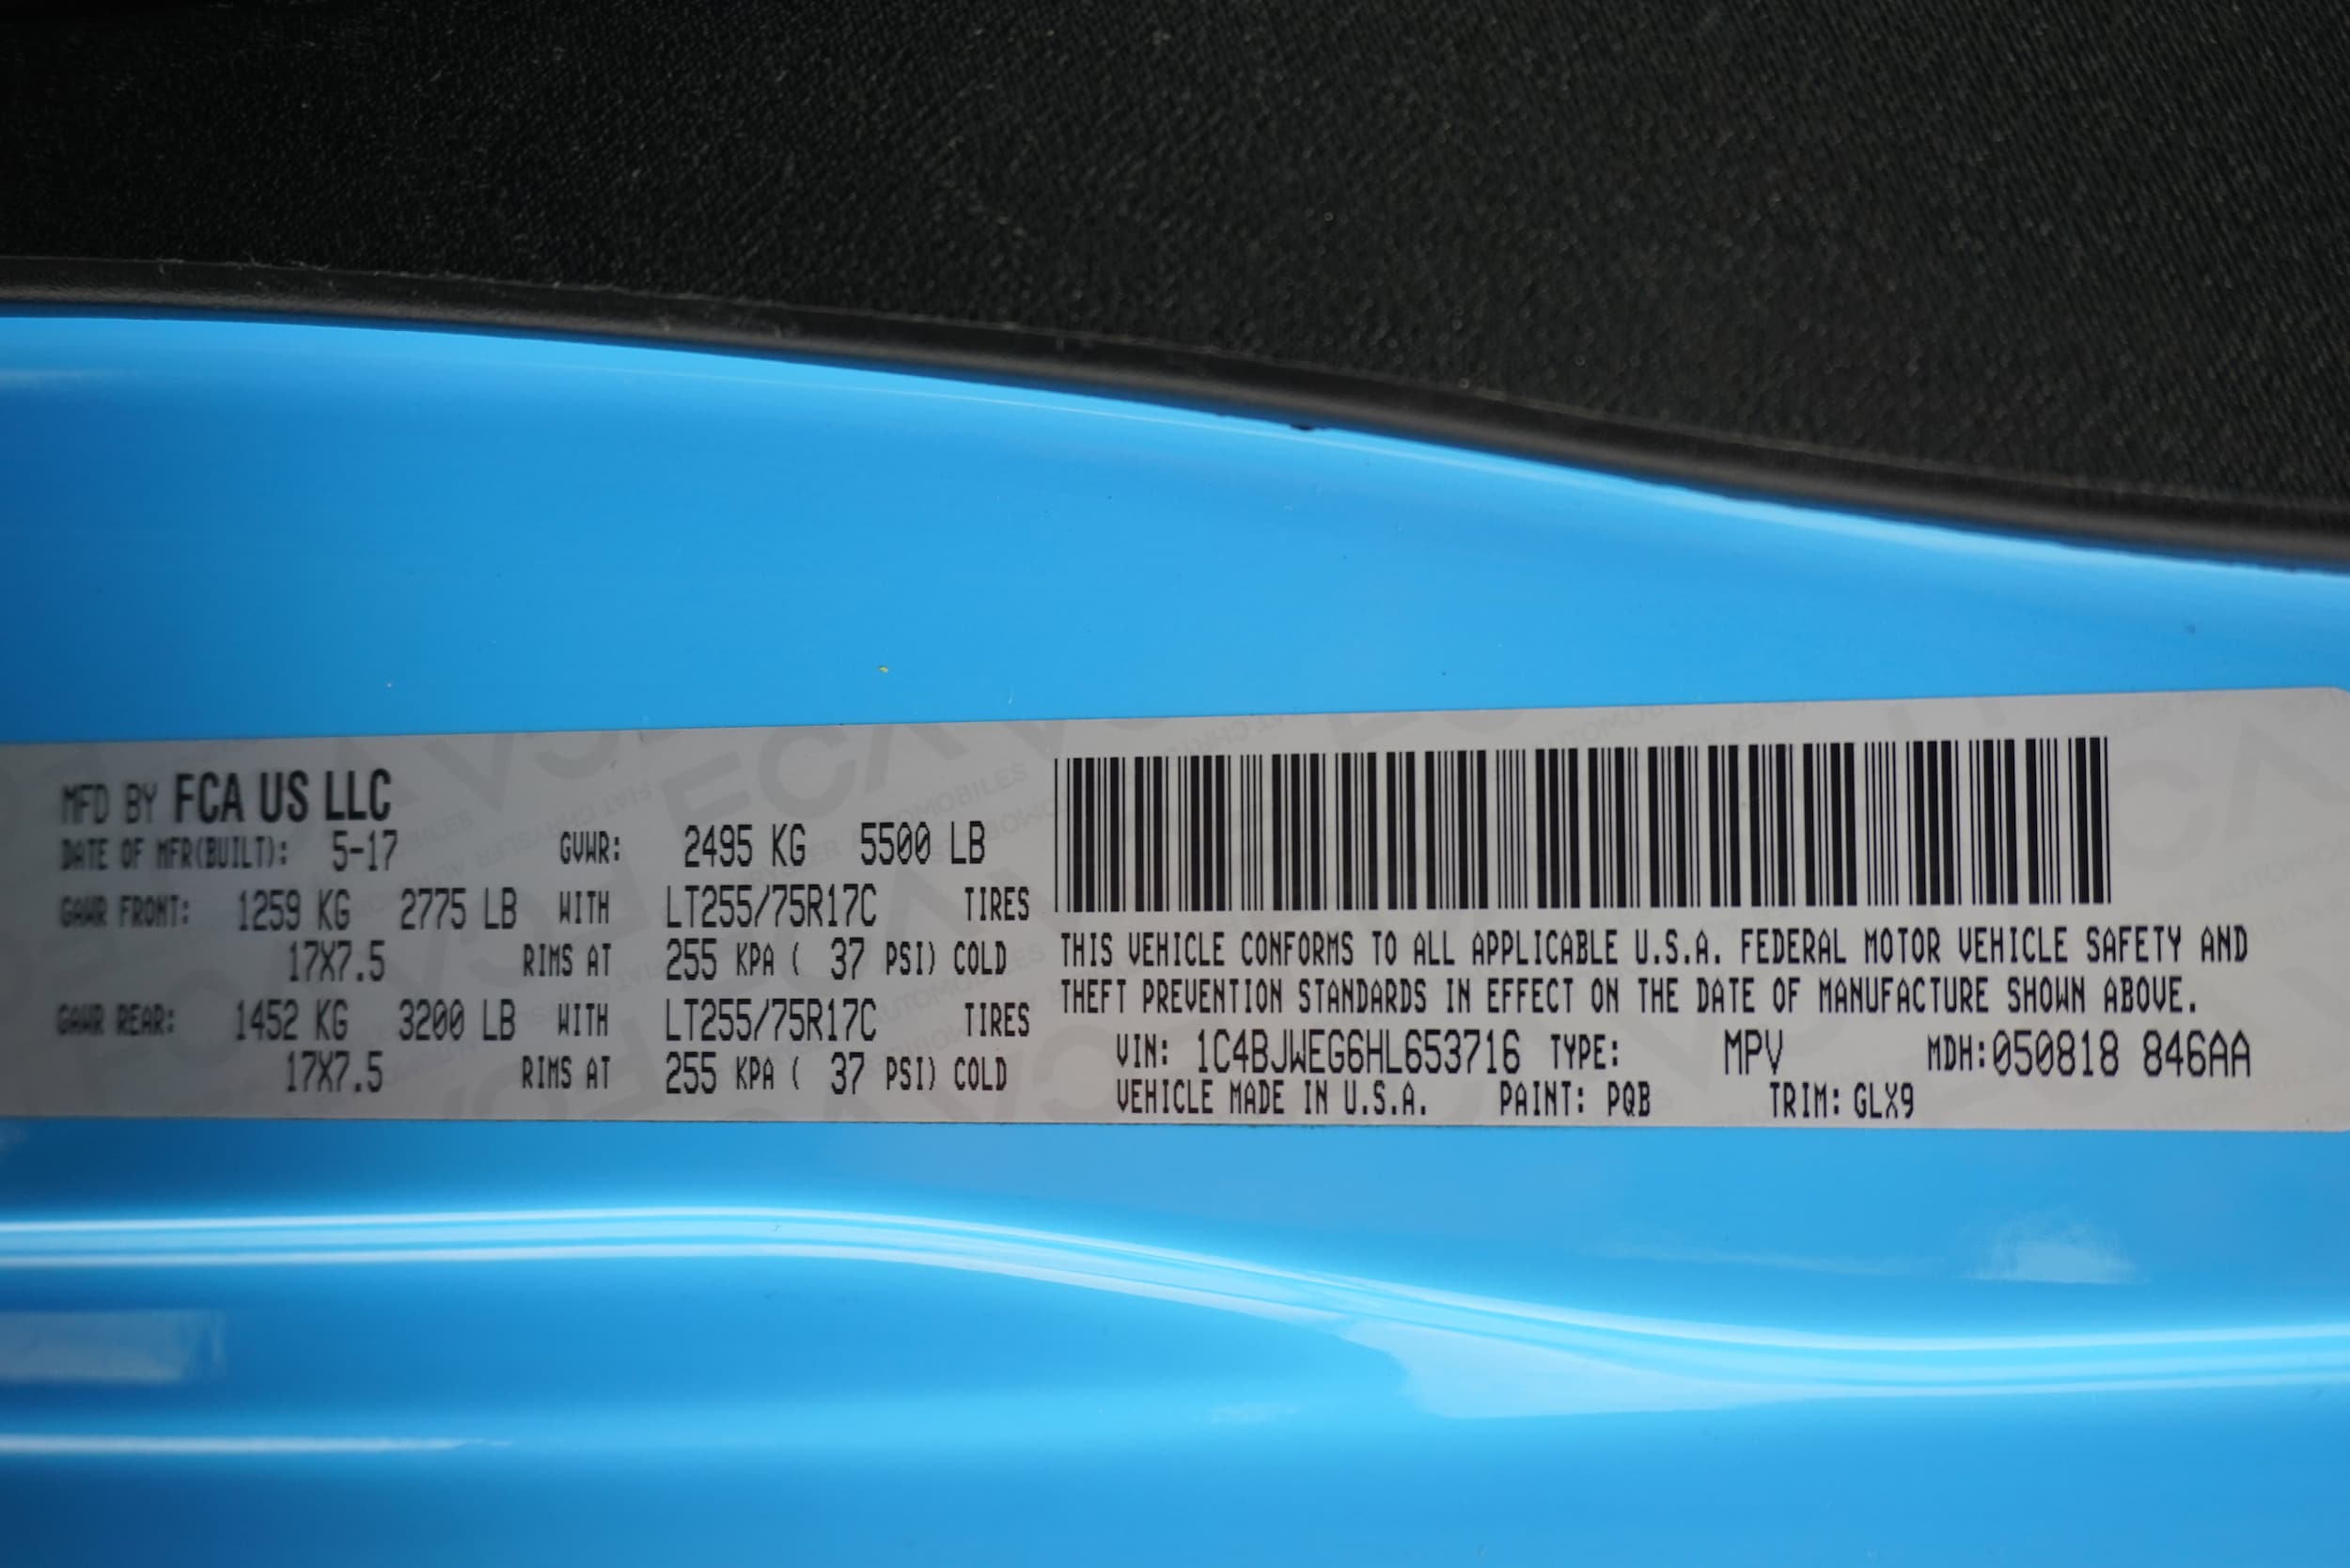 MFD BY FCA US LLC
DATE OF MFR(BUILT): 5-17 GVWR: 2495 KG 5500 LB
GAWR FRONT: 1259 KG 2775 LB WITH LT255/75R17C TIRES
17X7.5 RIMS AT 255 KPA ( 37 PSI) COLD
GAWR REAR: 1452 KG 3200 LB WITH LT255/75R17C TIRES
17X7.5 RIMS AT 255 KPA ( 37 PSI) COLD
THIS VEHICLE CONFORMS TO ALL APPLICABLE U.S.A. FEDERAL MOTOR VEHICLE SAFETY AND
THEFT PREVENTION STANDARDS IN EFFECT ON THE DATE OF MANUFACTURE SHOWN ABOVE.
VIN: 1C4BJWEG6HL653716 TYPE: MPV MDH:050818 846AA
VEHICLE MADE IN U.S.A. PAINT: PQB TRIM: GLX9